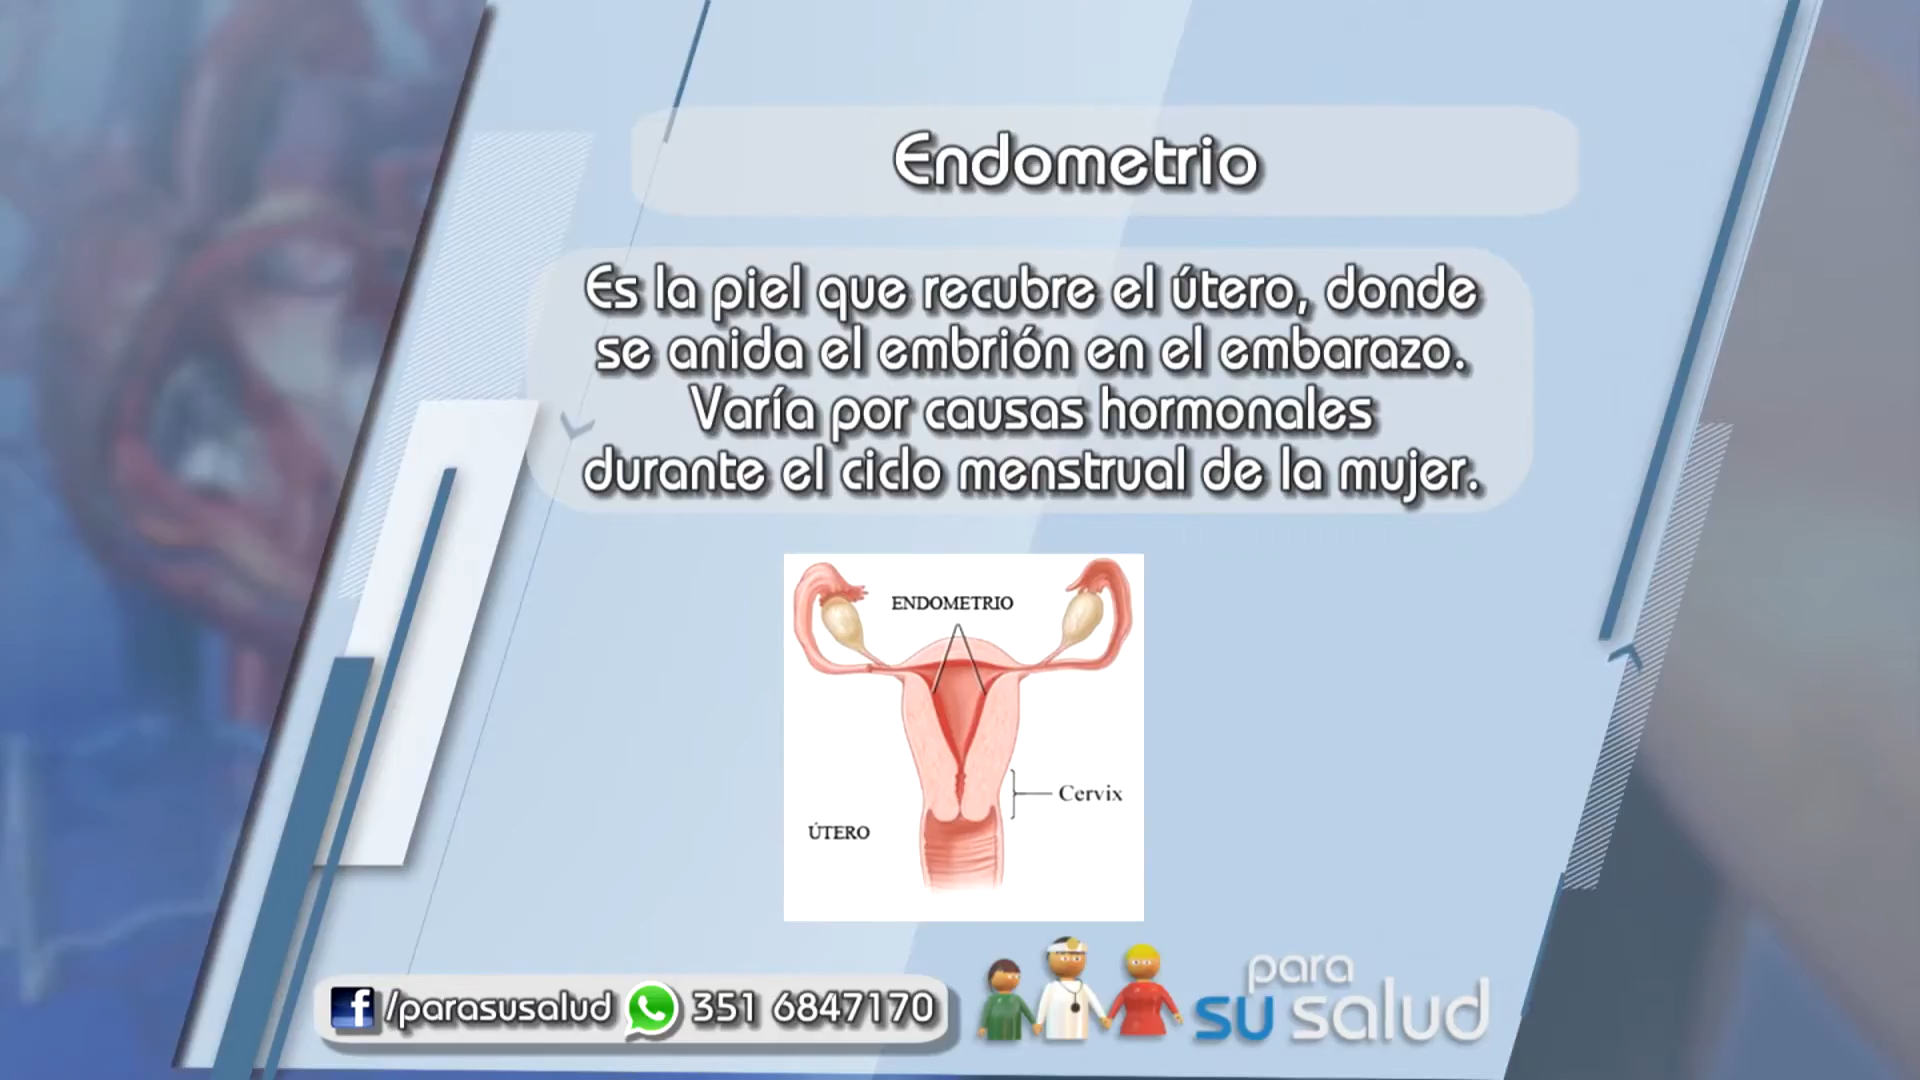 Endometrio
Es la piel que recubre el útero, donde
se anida el embrión en el embarazo.
Varía por causas hormonales
durante el ciclo menstrual de la mujer.
ENDOMETRIO
Cervix
ÚTERO
/parasusalud 351 6847170
para
su salud